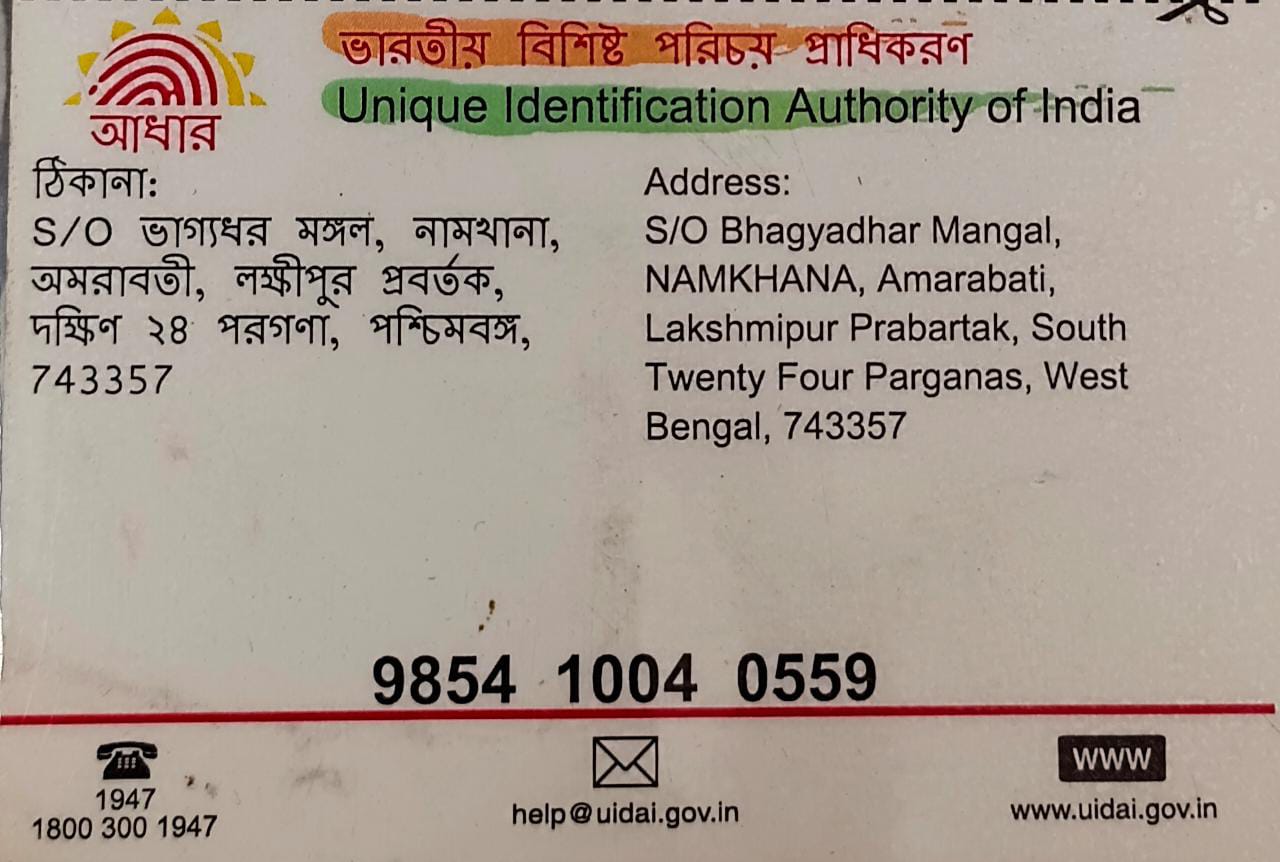 ভারতীয় বিশিষ্ট পরিচয় প্রাধিকরণ
Unique Identification Authority of India
আধার
ঠিকানা:
S/O ভাগ্যধর মঙ্গল, নামখানা,
অমরাবতী, লক্ষীপুর প্রবর্তক,
দক্ষিণ ২৪ পরগণা, পশ্চিমবঙ্গ,
743357
Address:
S/O Bhagyadhar Mangal,
NAMKHANA, Amarabati,
Lakshmipur Prabartak, South
Twenty Four Parganas, West
Bengal, 743357
9854 1004 0559
1947
1800 300 1947
help@uidai.gov.in
www
www.uidai.gov.in